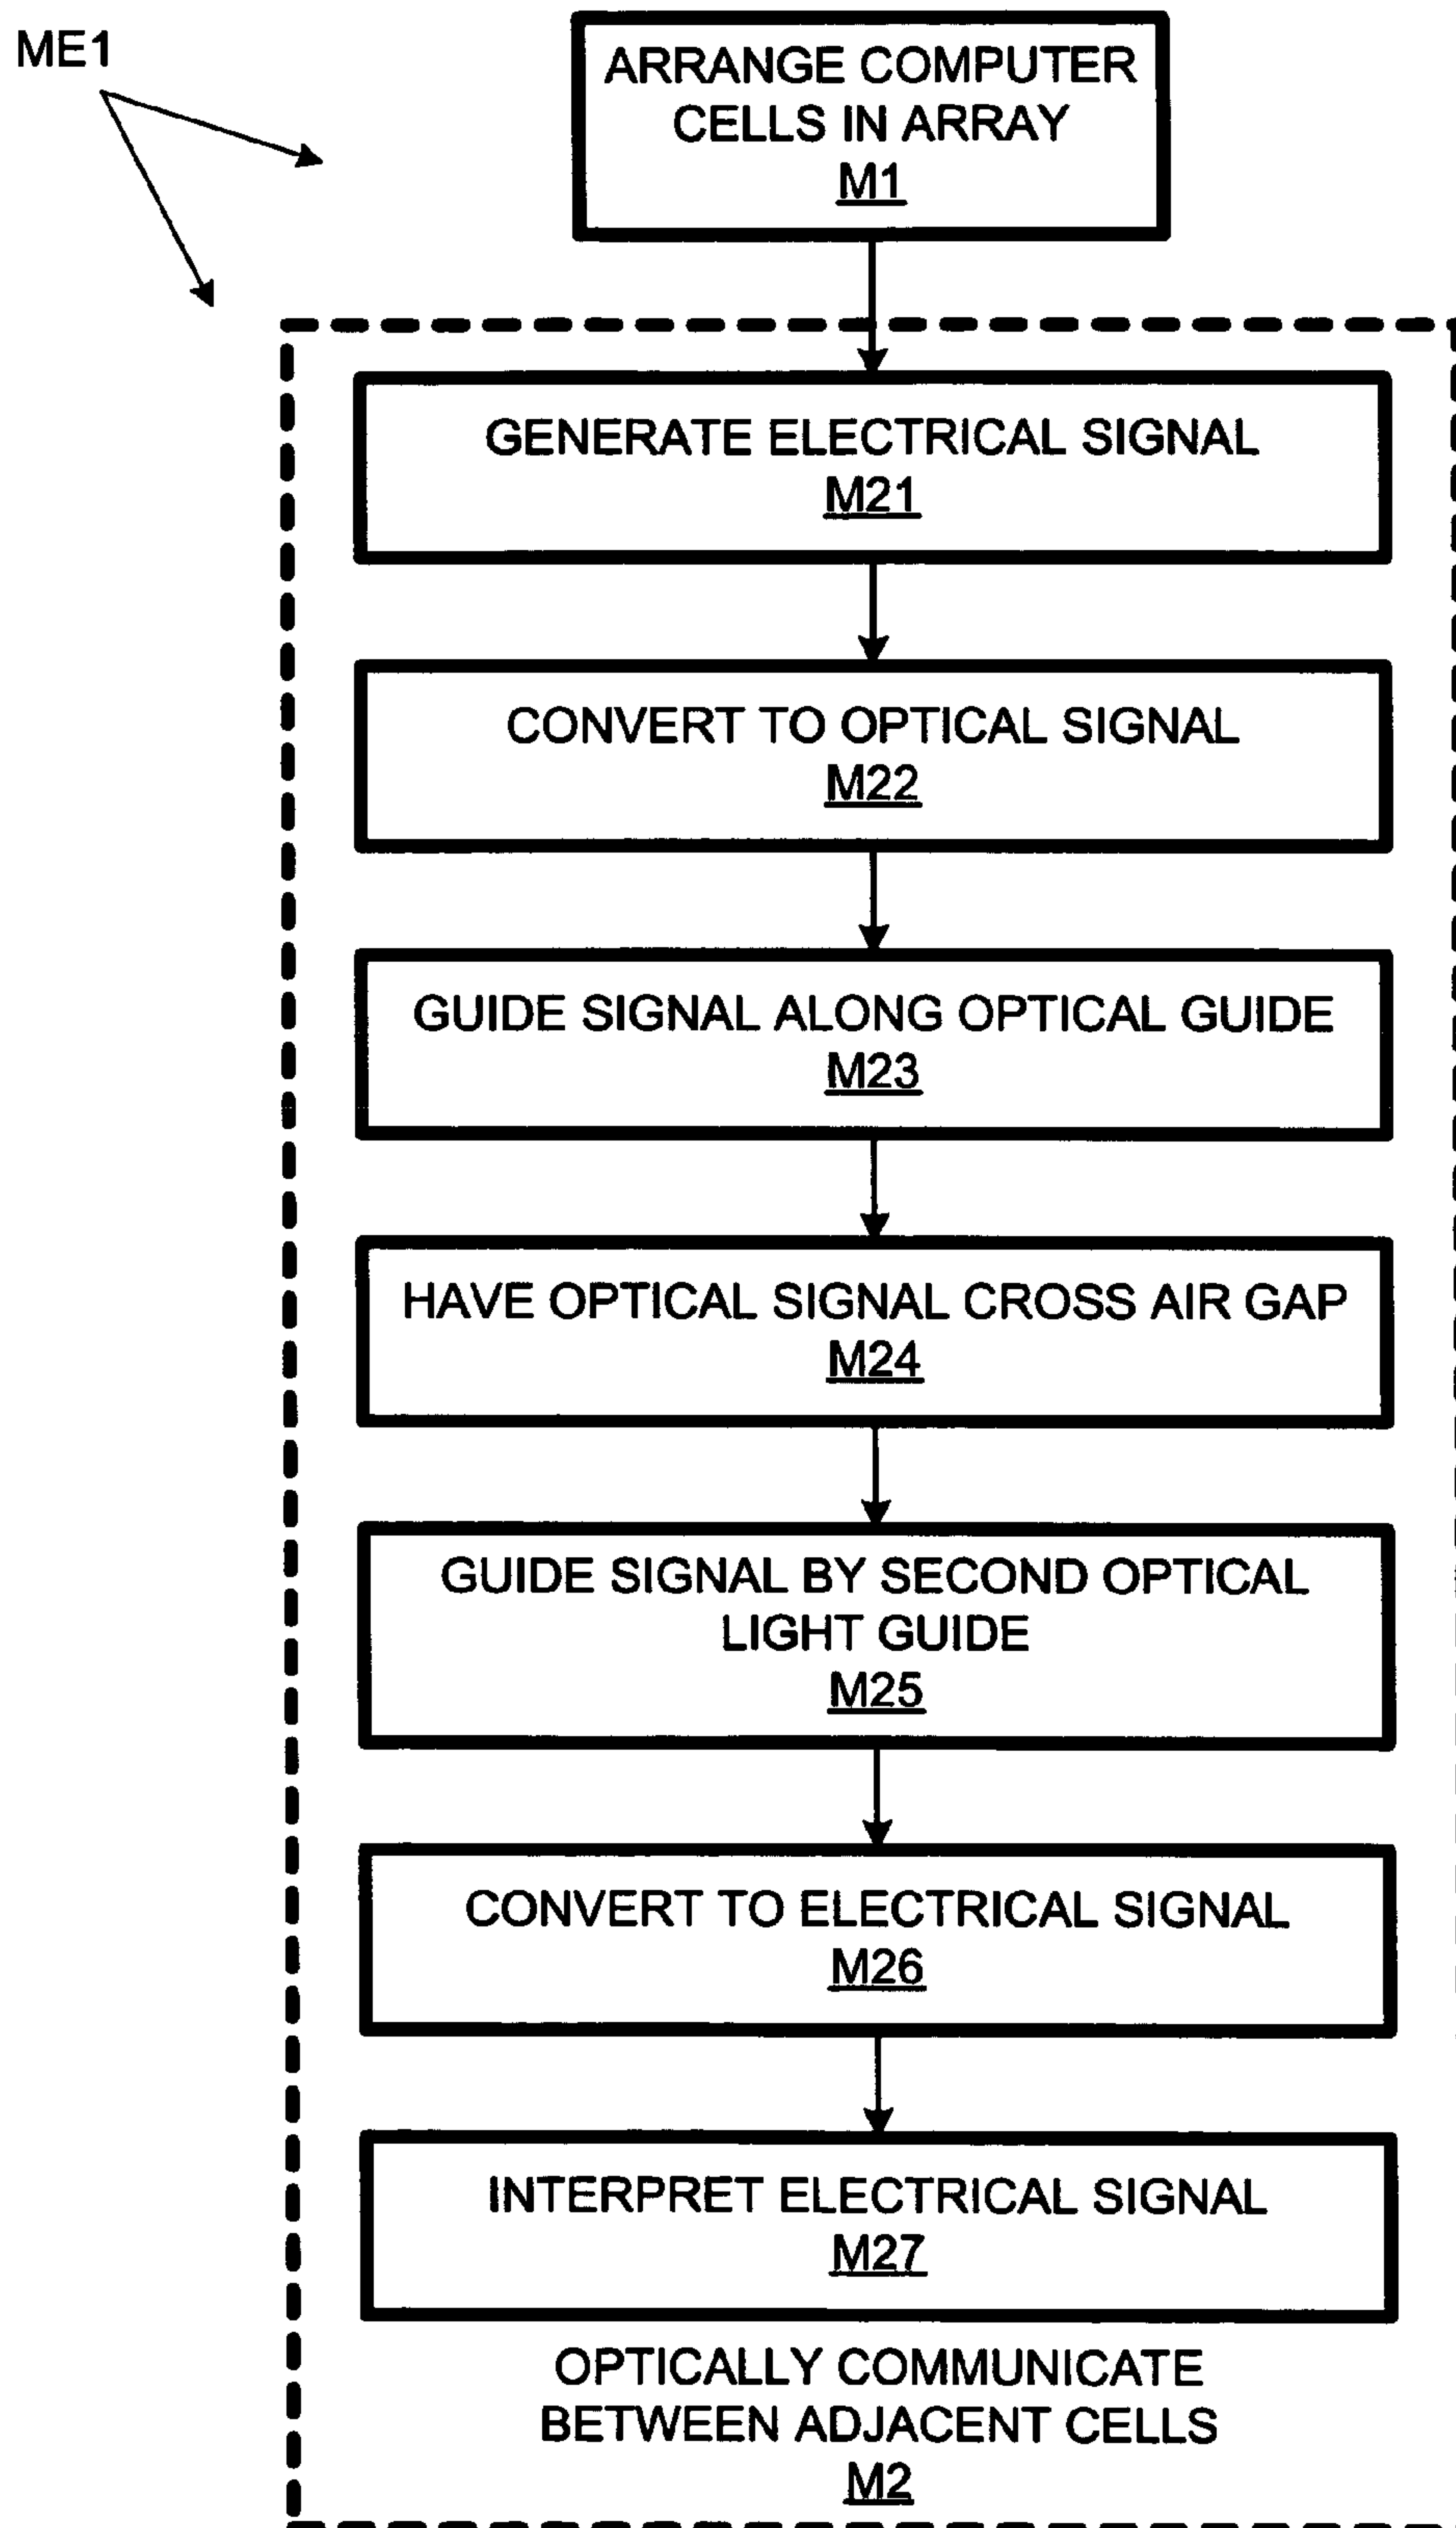 ME1
ARRANGE COMPUTER
CELLS IN ARRAY
M1
GENERATE ELECTRICAL SIGNAL
M21
CONVERT TO OPTICAL SIGNAL
M22
GUIDE SIGNAL ALONG OPTICAL GUIDE
M23
HAVE OPTICAL SIGNAL CROSS AIR GAP
M24
GUIDE SIGNAL BY SECOND OPTICAL
LIGHT GUIDE
M25
CONVERT TO ELECTRICAL SIGNAL
M26
INTERPRET ELECTRICAL SIGNAL
M27
OPTICALLY COMMUNICATE
BETWEEN ADJACENT CELLS
M2